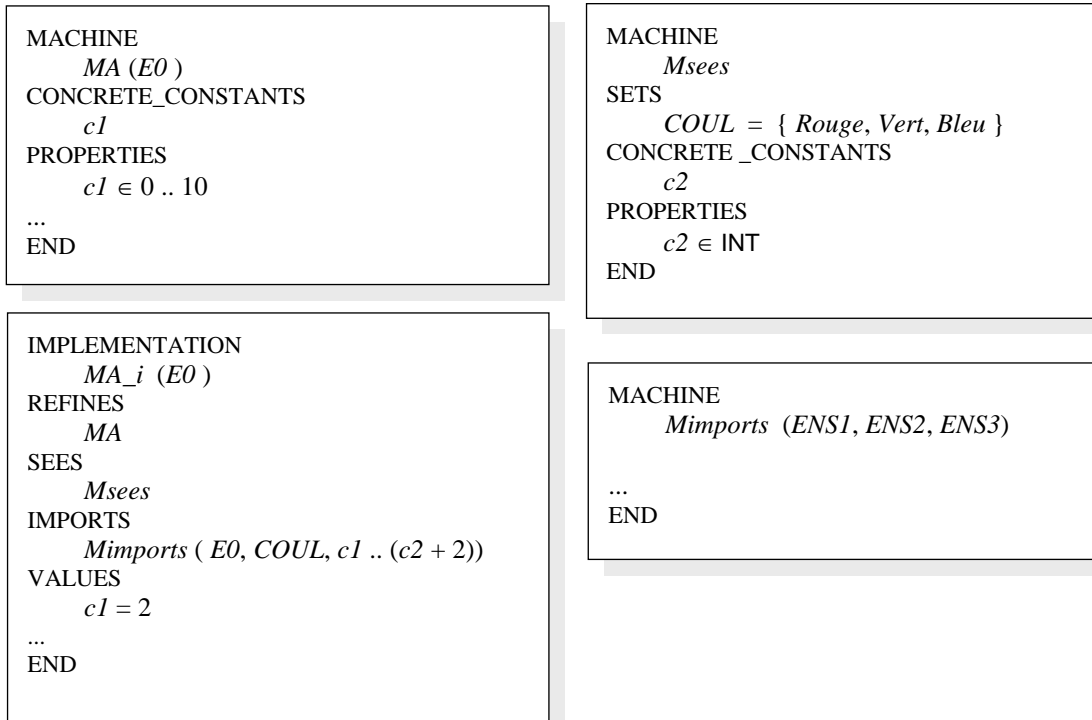 MACHINE
MA (E0 )
CONCRETE_CONSTANTS
c1
PROPERTIES
c1 ∈ 0 .. 10
...
END
MACHINE
Msees
SETS
COUL = { Rouge, Vert, Bleu }
CONCRETE _CONSTANTS
c2
PROPERTIES
c2 ∈ INT
END
IMPLEMENTATION
MA_i (E0 )
REFINES
MA
SEES
Msees
IMPORTS
Mimports ( E0, COUL, c1 .. (c2 + 2))
VALUES
c1 = 2
...
END
MACHINE
Mimports (ENS1, ENS2, ENS3)
...
END